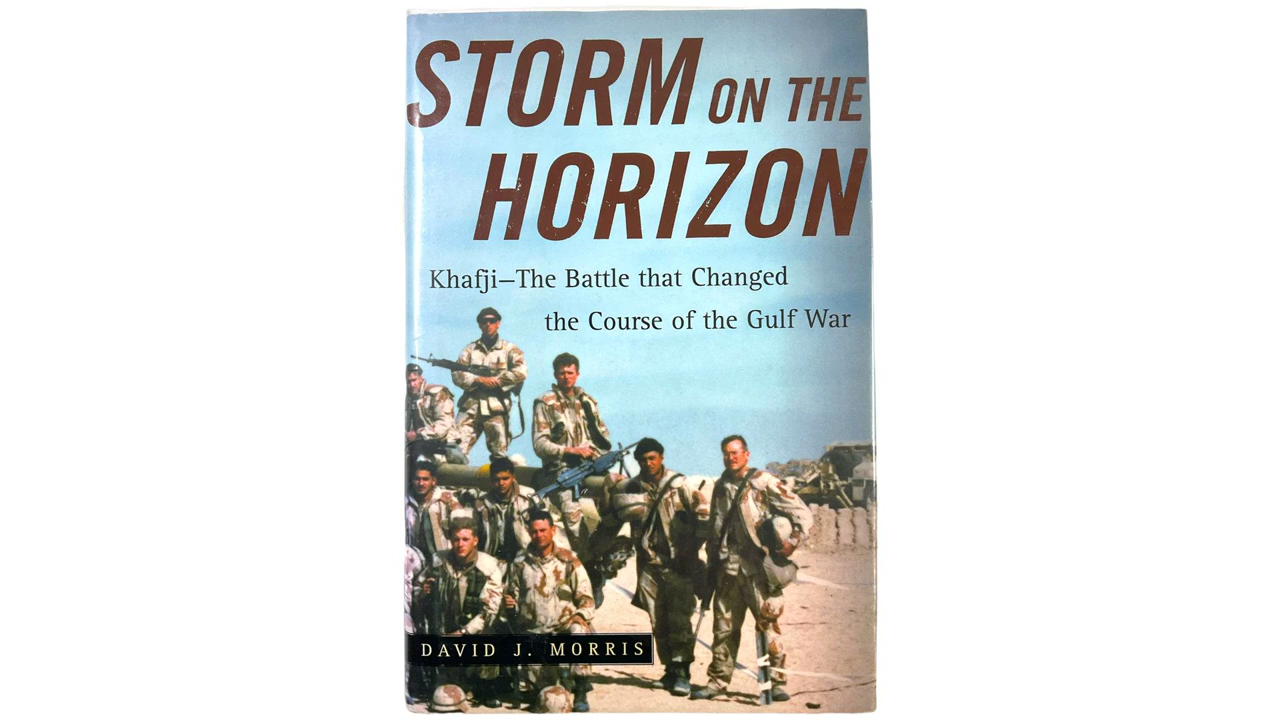 STORM ON THE
HORIZON
Khafji—The Battle that Changed
the Course of the Gulf War
DAVID J. MORRIS